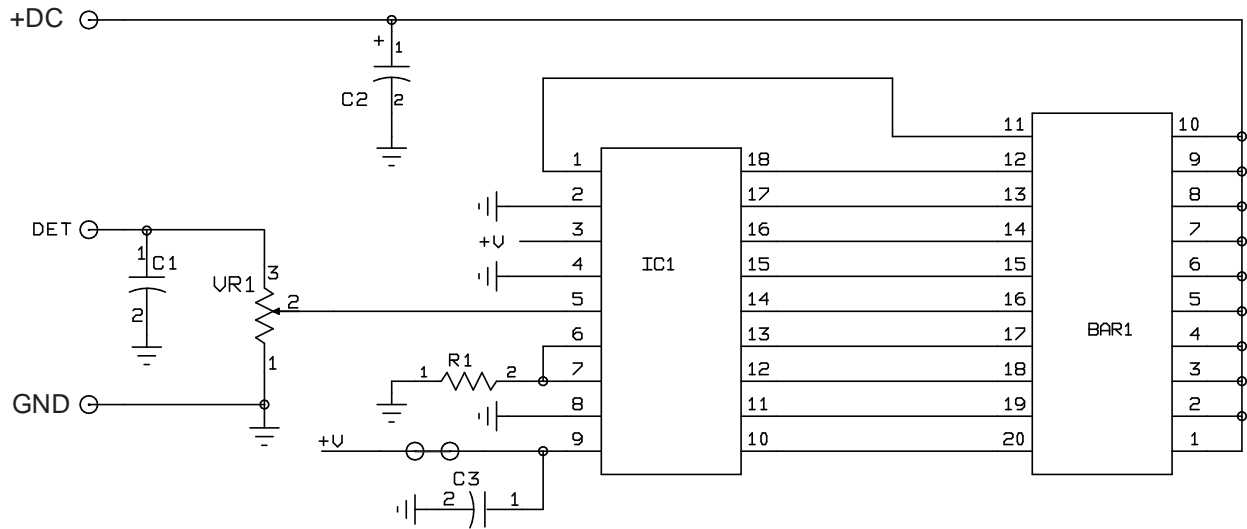 +DC
+ 1
C2 2
11 10
1 18 12 9
2 17 13 8
DET +V 3 16 14 7
1 C1 4 IC1 15 15 6
3
VR1 2 5 14 16 5
2 BAR1
6 13 17 4
1 1 R1 2 7 12 18 3
GND 8 11 19 2
+V 9 10 20 1
C3
2 1